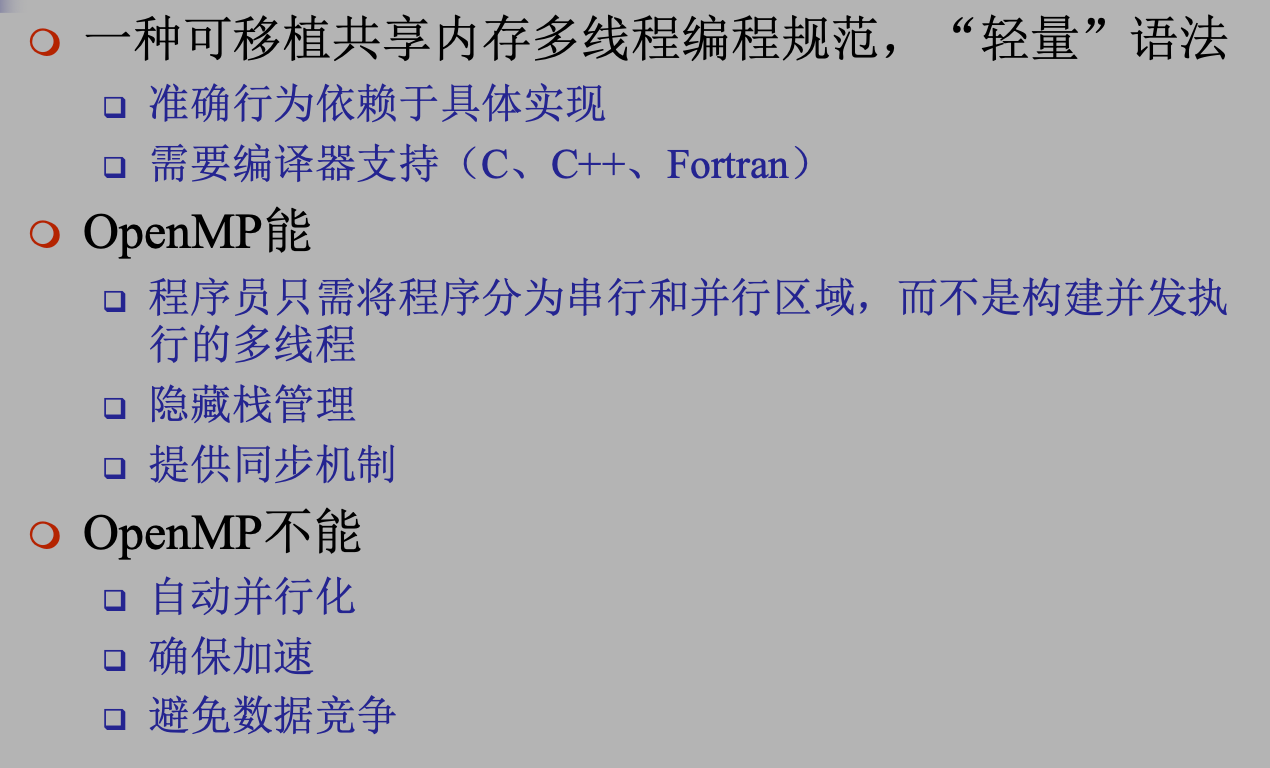 一种可移植共享内存多线程编程规范，“轻量”语法
准确行为依赖于具体实现
需要编译器支持（C、C++、Fortran）
OpenMP能
程序员只需将程序分为串行和并行区域，而不是构建并发执
行的多线程
隐藏栈管理
提供同步机制
OpenMP不能
自动并行化
确保加速
避免数据竞争